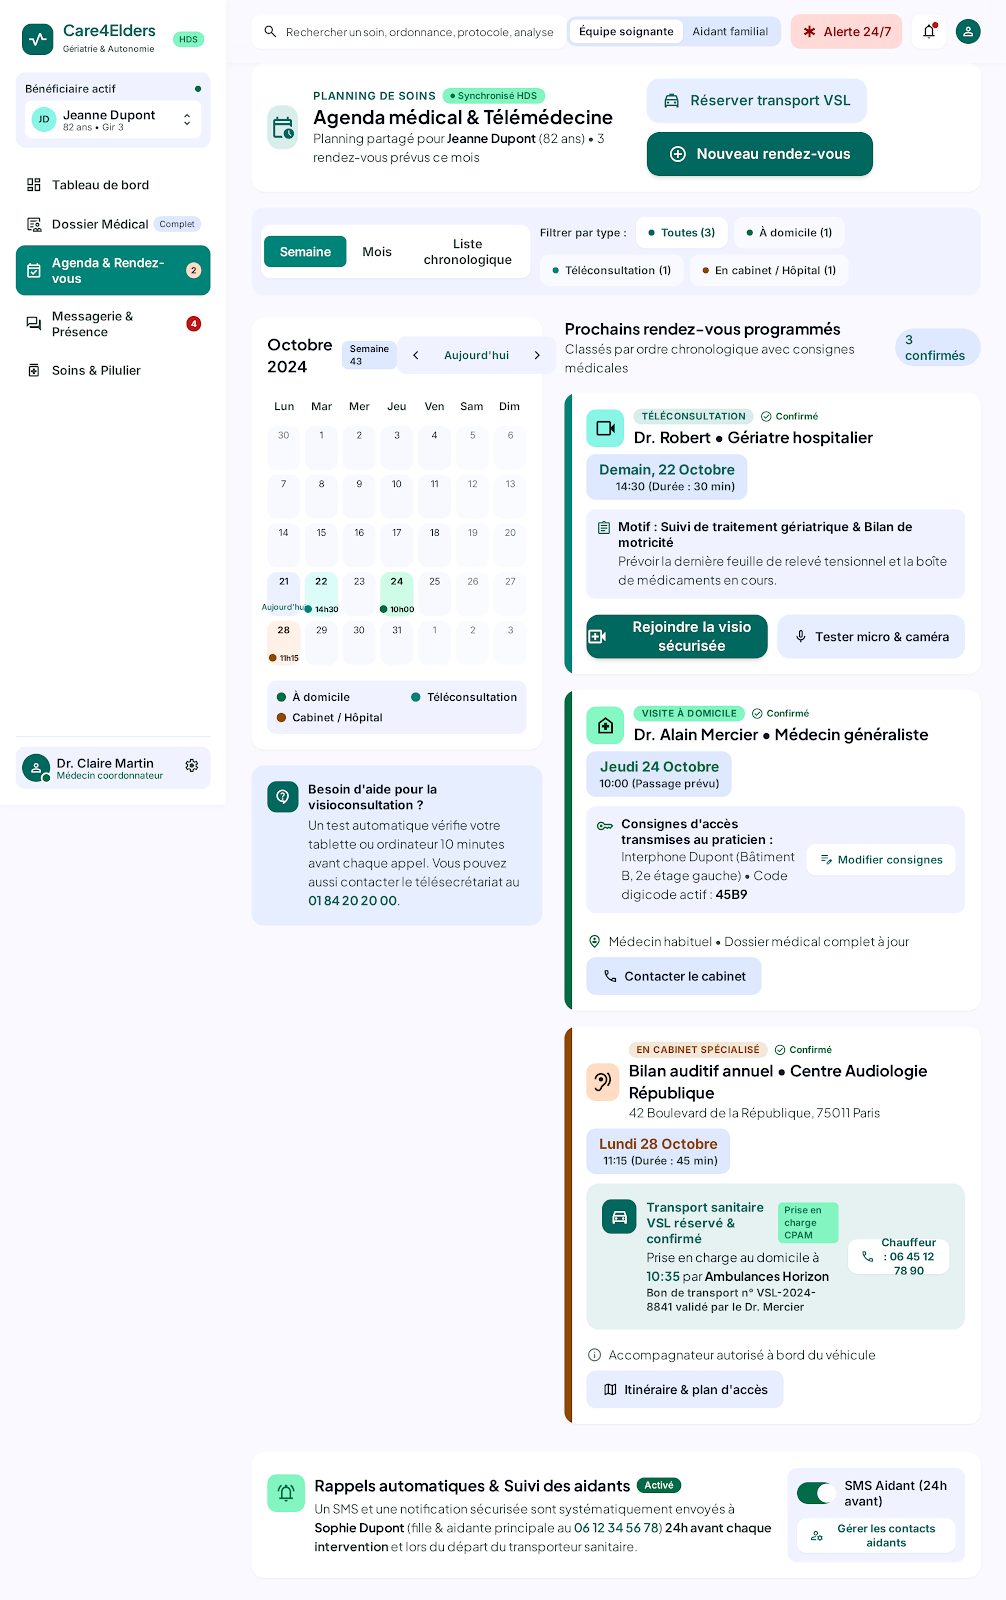 Care4Elders
Gériatrie & Autonomie
HDS
Bénéficiaire actif
JD
Jeanne Dupont
82 ans • Gir 3
Tableau de bord
Dossier Médical
Complet
Agenda & Rendez-
vous
2
Messagerie &
Présence
4
Soins & Pilulier
Dr. Claire Martin
Médecin coordonnateur
Rechercher un soin, ordonnance, protocole, analyse
Équipe soignante
Aidant familial
Alerte 24/7
PLANNING DE SOINS
• Synchronisé HDS
Agenda médical & Télémédecine
Planning partagé pour Jeanne Dupont (82 ans) • 3
rendez-vous prévus ce mois
Réserver transport VSL
Nouveau rendez-vous
Semaine
Mois
Liste
chronologique
Filtrer par type :
Toutes (3)
À domicile (1)
Téléconsultation (1)
En cabinet / Hôpital (1)
Octobre
2024
Semaine
43
Aujourd'hui
Lun Mar Mer Jeu Ven Sam Dim
30 1 2 3 4 5 6
7 8 9 10 11 12 13
14 15 16 17 18 19 20
21 22 23 24 25 26 27
Aujourd'hui 14h30 10h00
28 29 30 31 1 2 3
11h15
À domicile
Téléconsultation
Cabinet / Hôpital
Besoin d'aide pour la
visioconsultation ?
Un test automatique vérifie votre
tablette ou ordinateur 10 minutes
avant chaque appel. Vous pouvez
aussi contacter le télésecrétariat au
01 84 20 20 00.
Prochains rendez-vous programmés
Classés par ordre chronologique avec consignes
médicales
3
confirmés
TÉLÉCONSULTATION
Confirmé
Dr. Robert • Gériatre hospitalier
Demain, 22 Octobre
14:30 (Durée : 30 min)
Motif : Suivi de traitement gériatrique & Bilan de
motricité
Prévoir la dernière feuille de relevé tensionnel et la boîte
de médicaments en cours.
Rejoindre la visio
sécurisée
Tester micro & caméra
VISITE À DOMICILE
Confirmé
Dr. Alain Mercier • Médecin généraliste
Jeudi 24 Octobre
10:00 (Passage prévu)
Consignes d'accès
transmises au praticien :
Interphone Dupont (Bâtiment
B, 2e étage gauche) • Code
digicode actif : 45B9
Modifier consignes
Médecin habituel • Dossier médical complet à jour
Contacter le cabinet
EN CABINET SPÉCIALISÉ
Confirmé
Bilan auditif annuel • Centre Audiologie
République
42 Boulevard de la République, 75011 Paris
Lundi 28 Octobre
11:15 (Durée : 45 min)
Transport sanitaire
VSL réservé &
confirmé
Prise en
charge
CPAM
Prise en charge au domicile à
10:35 par Ambulances Horizon
Bon de transport n° VSL-2024-
8841 validé par le Dr. Mercier
Chauffeur
: 06 45 12
78 90
Accompagnateur autorisé à bord du véhicule
Itinéraire & plan d'accès
Rappels automatiques & Suivi des aidants
Activé
Un SMS et une notification sécurisée sont systématiquement envoyés à
Sophie Dupont (fille & aidante principale au 06 12 34 56 78) 24h avant chaque
intervention et lors du départ du transporteur sanitaire.
SMS Aidant (24h
avant)
Gérer les contacts
aidants